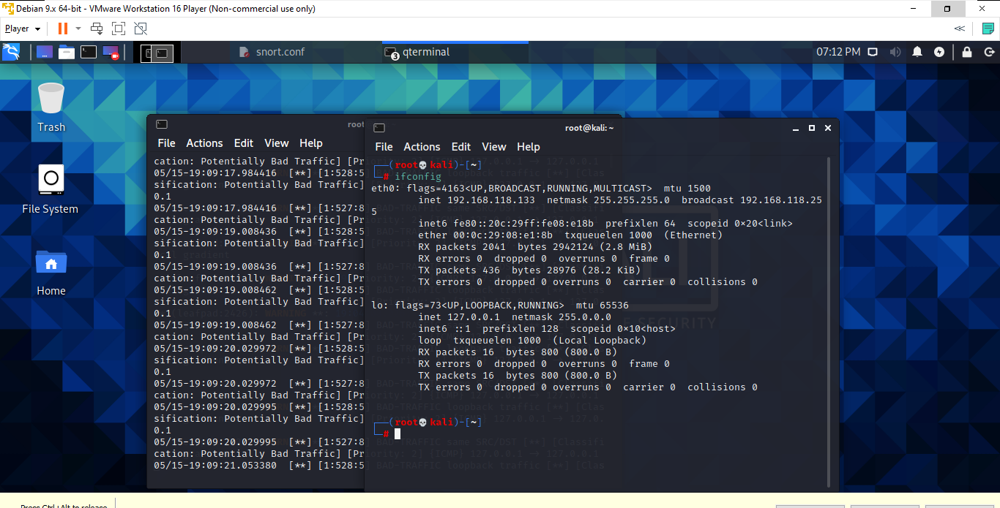 Debian 9.x 64-bit - VMware Workstation 16 Player (Non-commercial use only)
Player
snort.conf
3 qterminal
07:12 PM
Trash
File System
Home
root
File Actions Edit View Help
cation: Potentially Bad Traffic] [Pr
05/15-19:09:17.984416 [**] [1:528:5
sification: Potentially Bad Traffic]
0.1
05/15-19:09:17.984416 [**] [1:527:8
cation: Potentially Bad Traffic] [Pr
05/15-19:09:19.008436 [**] [1:528:5
sification: Potentially Bad Traffic]
0.1
05/15-19:09:19.008436 [**] [1:527:8
cation: Potentially Bad Traffic] [Pr
05/15-19:09:19.008462 [**] [1:528:5
sification: Potentially Bad Traffic]
0.1
05/15-19:09:19.008462 [**] [1:527:8
cation: Potentially Bad Traffic] [Pr
05/15-19:09:20.029972 [**] [1:528:5
sification: Potentially Bad Traffic]
0.1
05/15-19:09:20.029972 [**] [1:527:8
cation: Potentially Bad Traffic] [Pr
05/15-19:09:20.029995 [**] [1:528:5
sification: Potentially Bad Traffic]
0.1
05/15-19:09:20.029995 [**] [1:527:8
cation: Potentially Bad Traffic] [Pr
05/15-19:09:21.053380 [**] [1:528:5
root@kali: ~
File Actions Edit View Help
(root💀kali)-[~]
# ifconfig
eth0: flags=4163<UP,BROADCAST,RUNNING,MULTICAST> mtu 1500
inet 192.168.118.133 netmask 255.255.255.0 broadcast 192.168.118.25
5
inet6 fe80::20c:29ff:fe08:e18b prefixlen 64 scopeid 0×20<link>
ether 00:0c:29:08:e1:8b txqueuelen 1000 (Ethernet)
RX packets 2041 bytes 2942124 (2.8 MiB)
RX errors 0 dropped 0 overruns 0 frame 0
TX packets 436 bytes 28976 (28.2 KiB)
TX errors 0 dropped 0 overruns 0 carrier 0 collisions 0
lo: flags=73<UP,LOOPBACK,RUNNING> mtu 65536
inet 127.0.0.1 netmask 255.0.0.0
inet6 ::1 prefixlen 128 scopeid 0×10<host>
loop txqueuelen 1000 (Local Loopback)
RX packets 16 bytes 800 (800.0 B)
RX errors 0 dropped 0 overruns 0 frame 0
TX packets 16 bytes 800 (800.0 B)
TX errors 0 dropped 0 overruns 0 carrier 0 collisions 0
(root💀kali)-[~]
#
E SECURITY
Press Ctrl+Alt to release